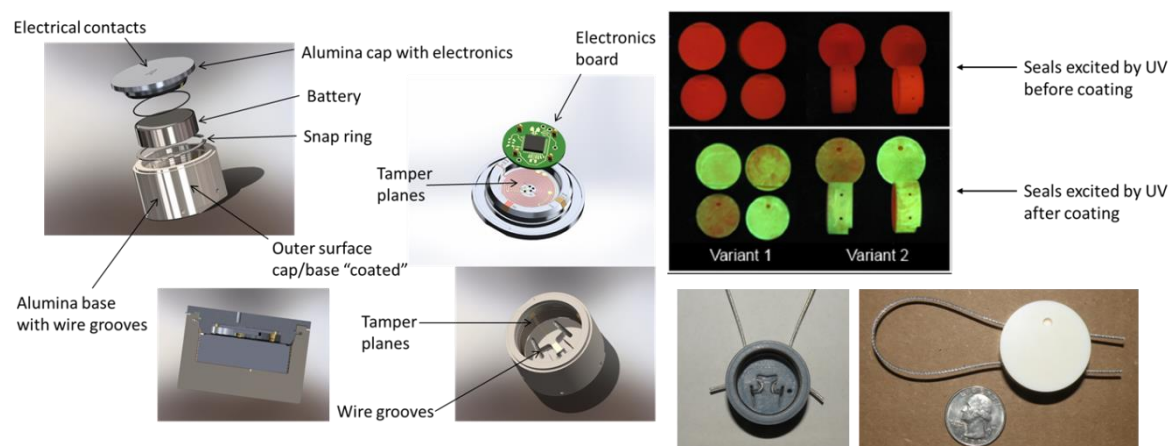 Electrical contacts
Alumina cap with electronics
Battery
Snap ring
Outer surface
cap/base “coated”
Alumina base
with wire grooves
Electronics
board
Tamper
planes
Tamper
planes
Wire grooves
Seals excited by UV
before coating
Seals excited by UV
after coating
Variant 1
Variant 2